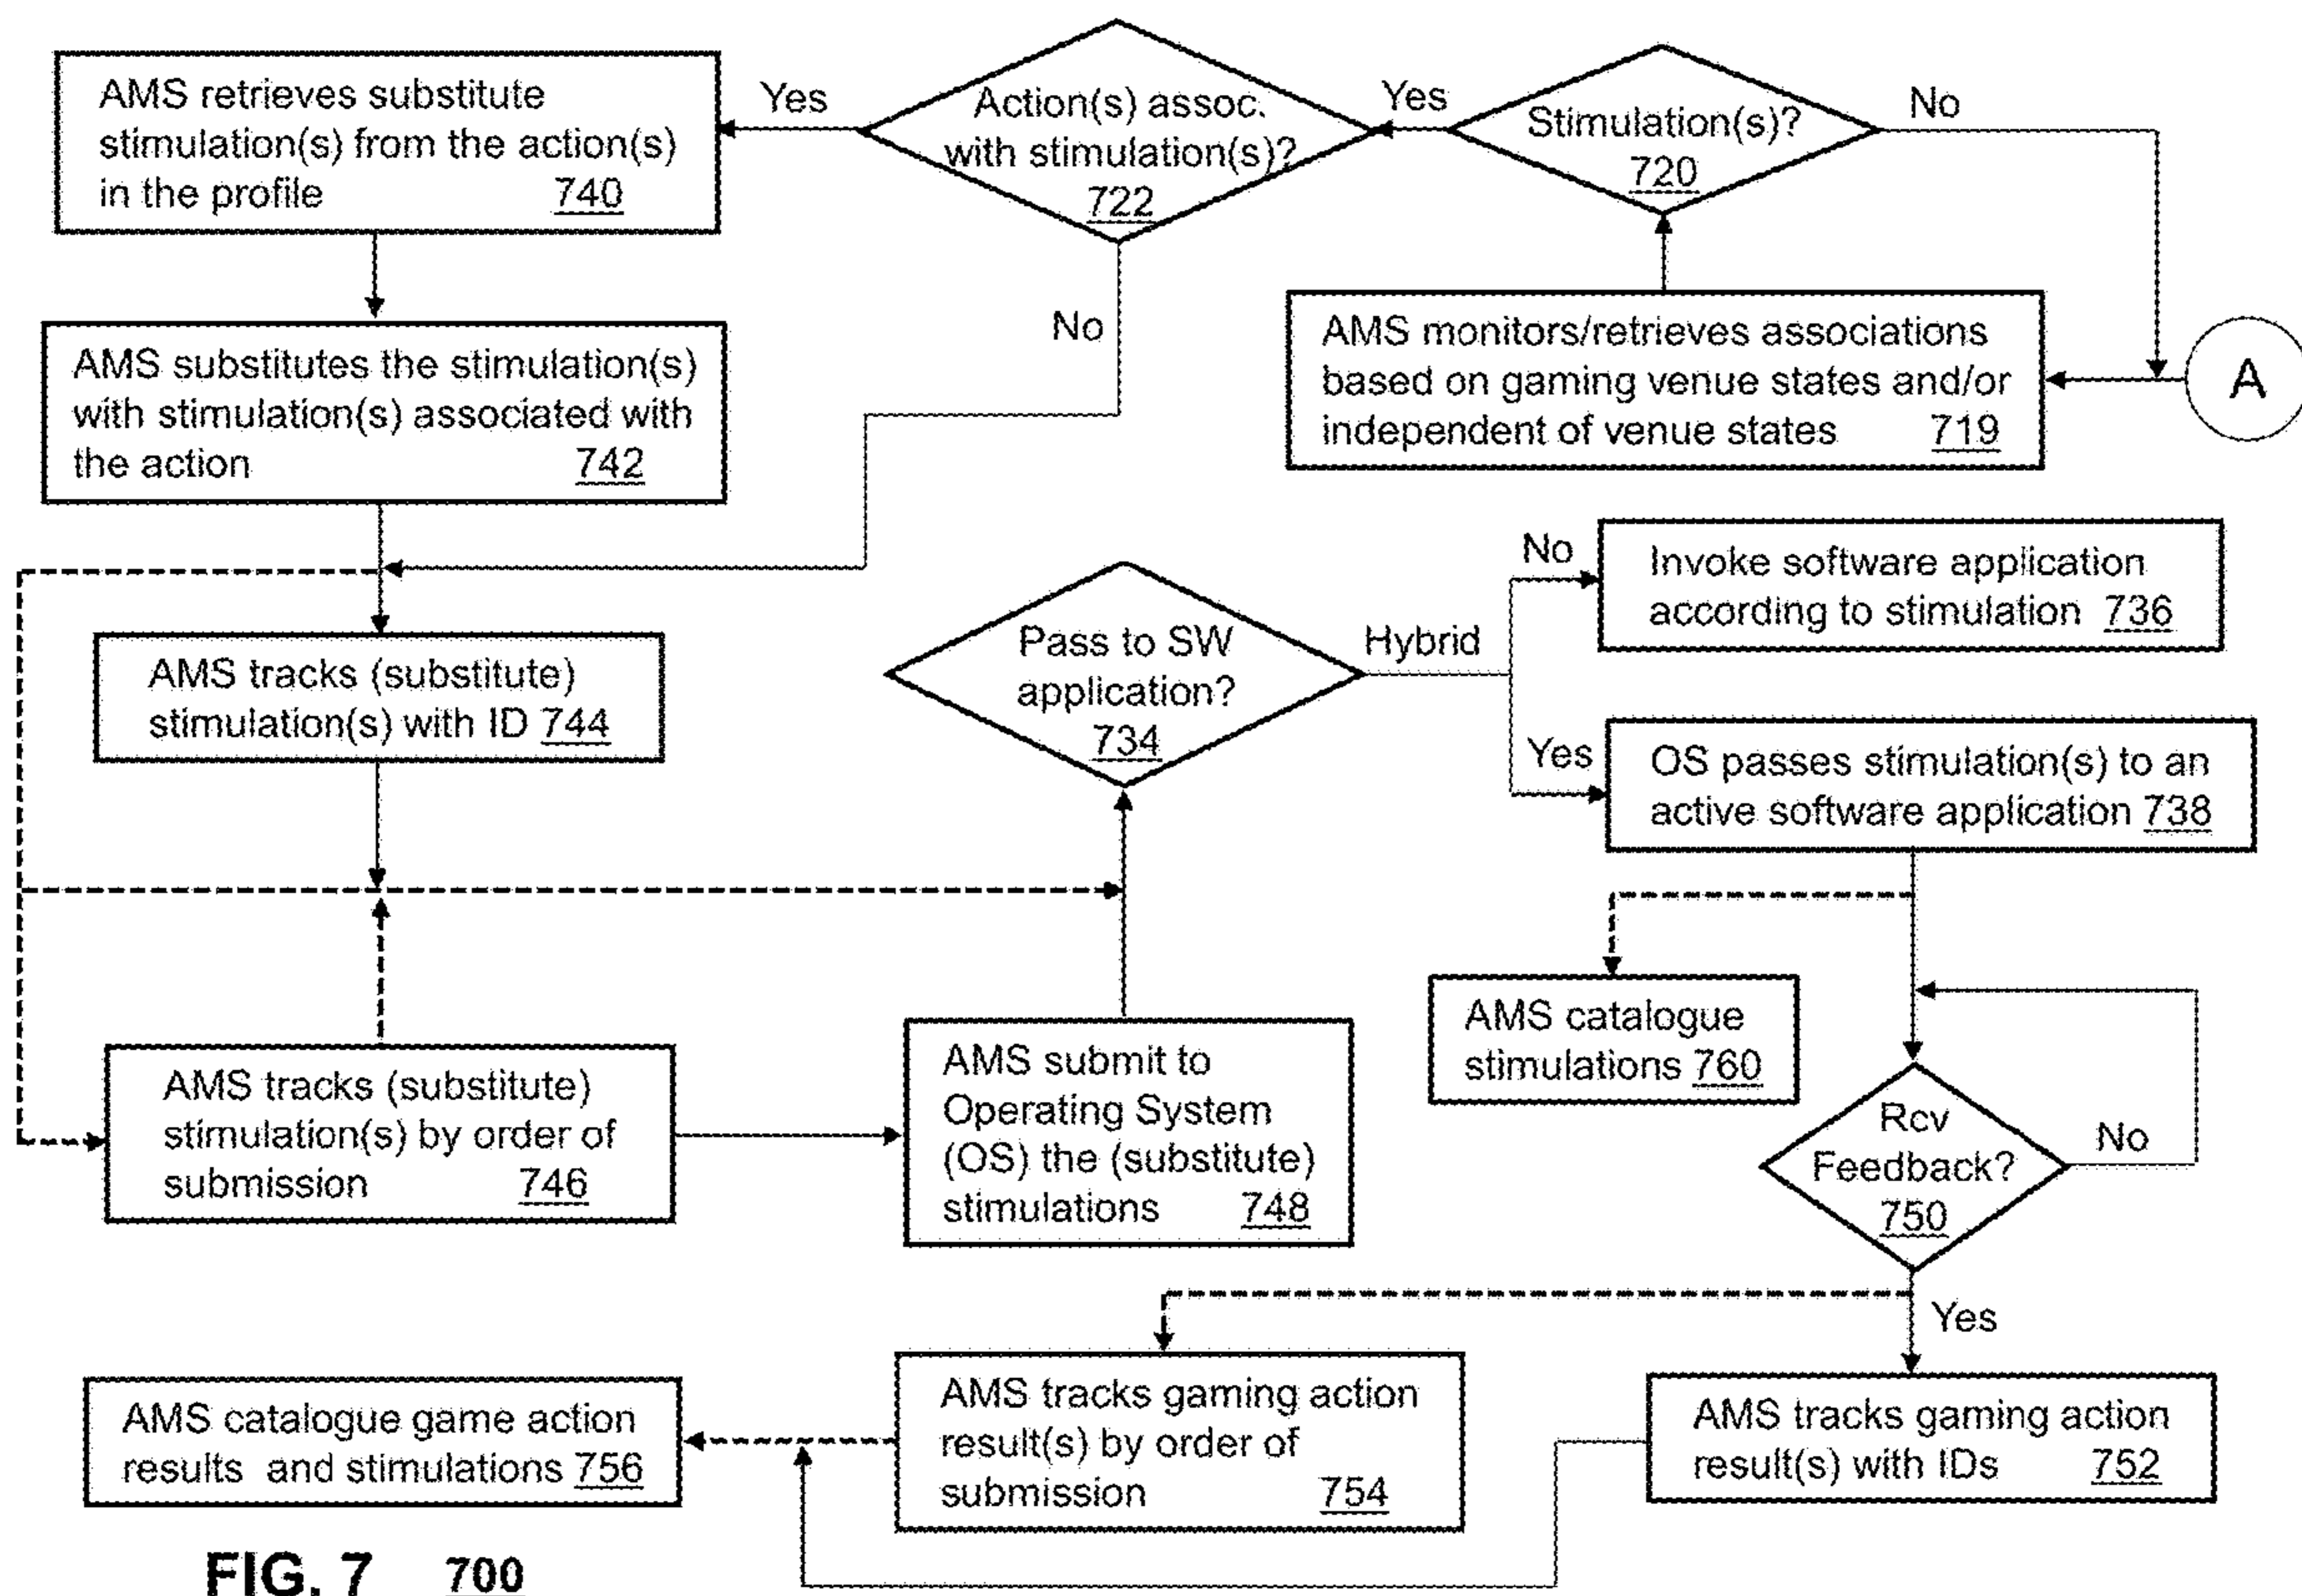 AMS retrieves substitute
stimulation(s) from the action(s)
in the profile 740
Yes
Action(s) assoc.
with stimulation(s)?
722
Yes
Stimulation(s)?
720
No
No
AMS monitors/retrieves associations
based on gaming venue states and/or
independent of venue states 719
A
AMS substitutes the stimulation(s)
with stimulation(s) associated with
the action 742
AMS tracks (substitute)
stimulation(s) with ID 744
Pass to SW
application?
734
Hybrid
No
Invoke software application
according to stimulation 736
Yes
OS passes stimulation(s) to an
active software application 738
AMS tracks (substitute)
stimulation(s) by order of
submission 746
AMS submit to
Operating System
(OS) the (substitute)
stimulations 748
AMS catalogue
stimulations 760
Rcv
Feedback?
750
No
Yes
AMS catalogue game action
results and stimulations 756
AMS tracks gaming action
result(s) by order of
submission 754
AMS tracks gaming action
result(s) with IDs 752
FIG. 7 700